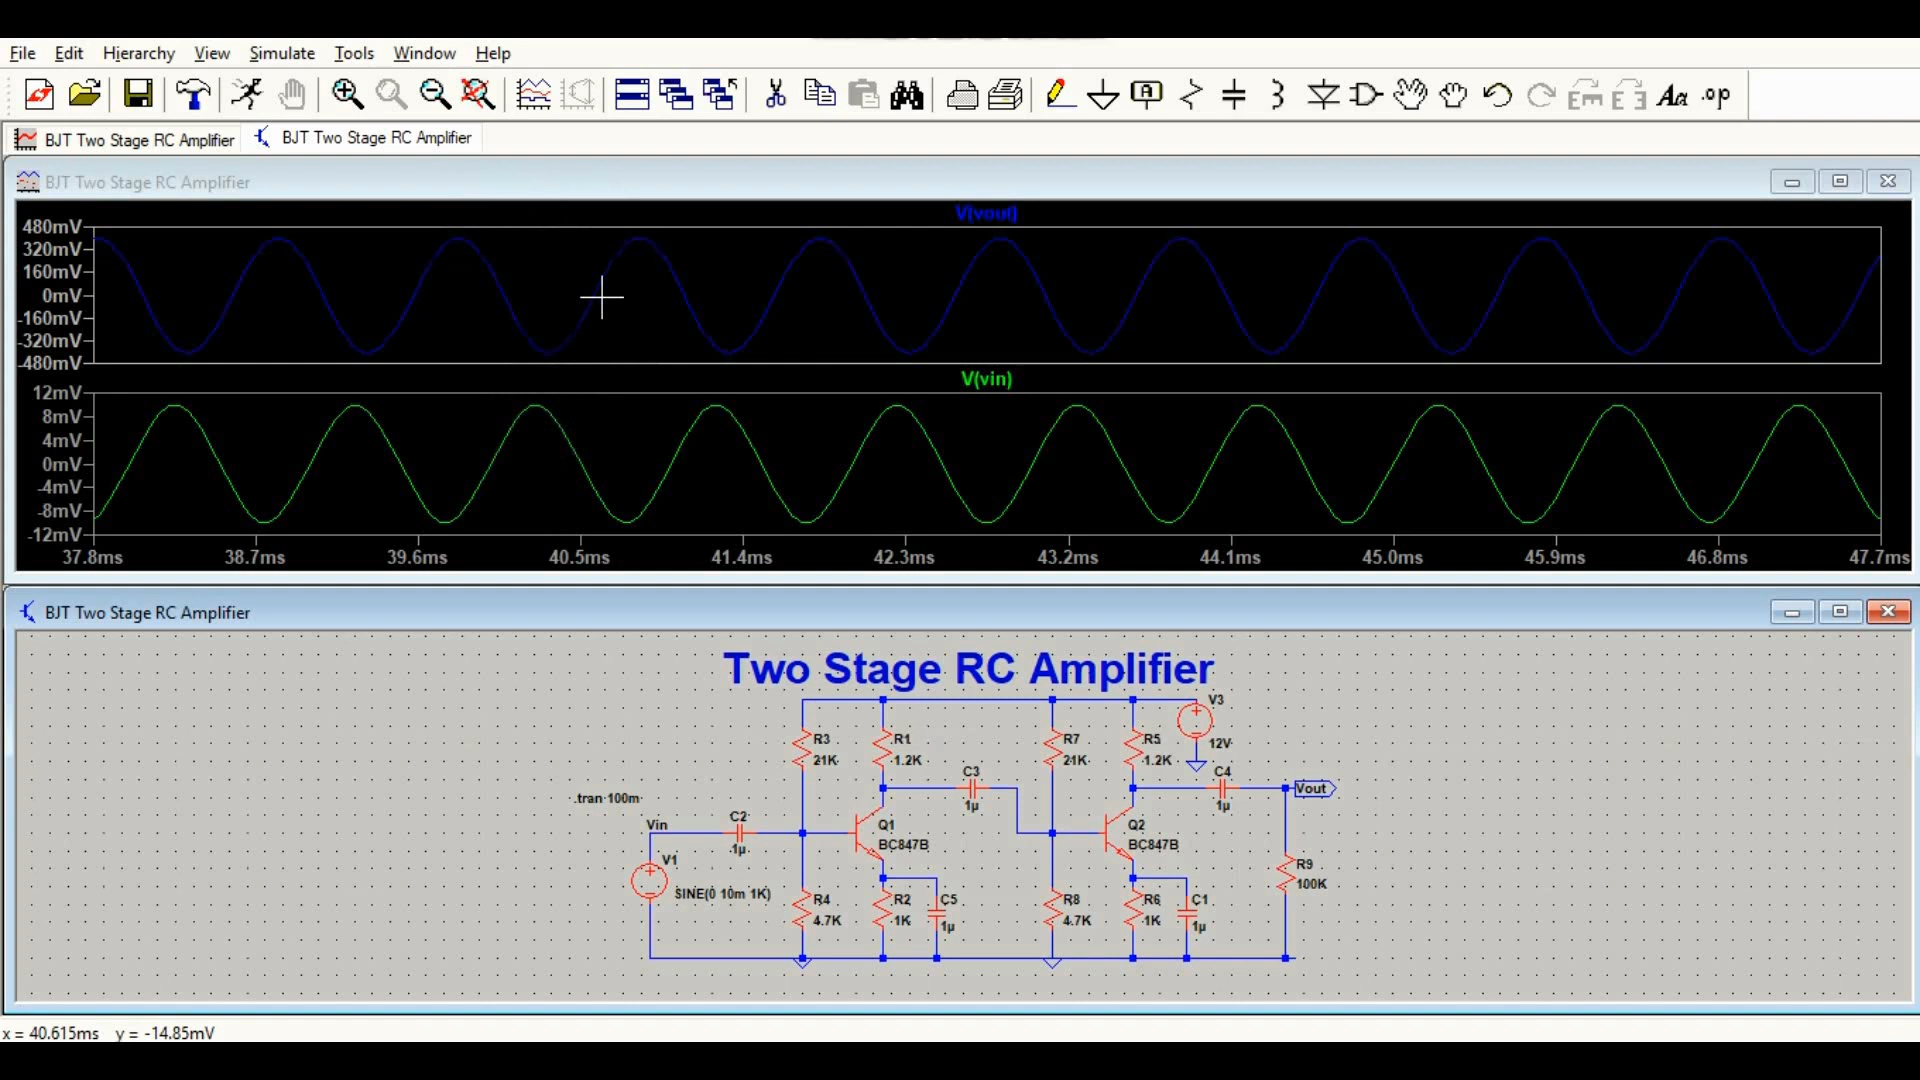 File Edit Hierarchy View Simulate Tools Window Help
A Aa .op
BJT Two Stage RC Amplifier BJT Two Stage RC Amplifier
BJT Two Stage RC Amplifier
V(vout)
480mV
320mV
160mV
0mV
-160mV
-320mV
-480mV
V(vin)
12mV
8mV
4mV
0mV
-4mV
-8mV
-12mV
37.8ms 38.7ms 39.6ms 40.5ms 41.4ms 42.3ms 43.2ms 44.1ms 45.0ms 45.9ms 46.8ms 47.7ms
BJT Two Stage RC Amplifier
Two Stage RC Amplifier
V3
12V
R3
21K
R1
1.2K
R7
21K
R5
1.2K
C3
1µ
C4
1µ
Vout
.tran 100m
Vin
C2
1µ
Q1
BC847B
Q2
BC847B
V1
SINE(0 10m 1K)
R9
100K
R4
4.7K
R2
1K
C5
1µ
R8
4.7K
R6
1K
C1
1µ
x = 40.615ms y = -14.85mV